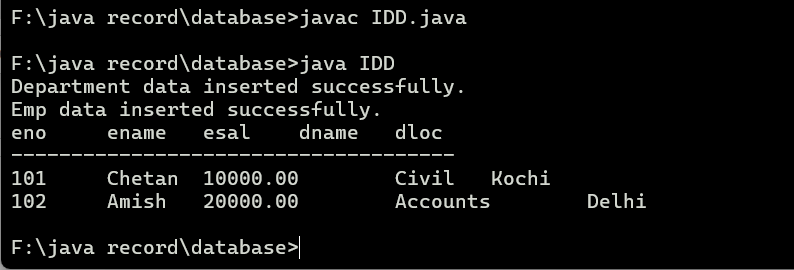 F:\java record\database>javac IDD.java
F:\java record\database>java IDD
Department data inserted successfully.
Emp data inserted successfully.
eno     ename   esal    dname   dloc
-------------------------------------
101     Chetan  10000.00        Civil   Kochi
102     Amish   20000.00        Accounts        Delhi
F:\java record\database>